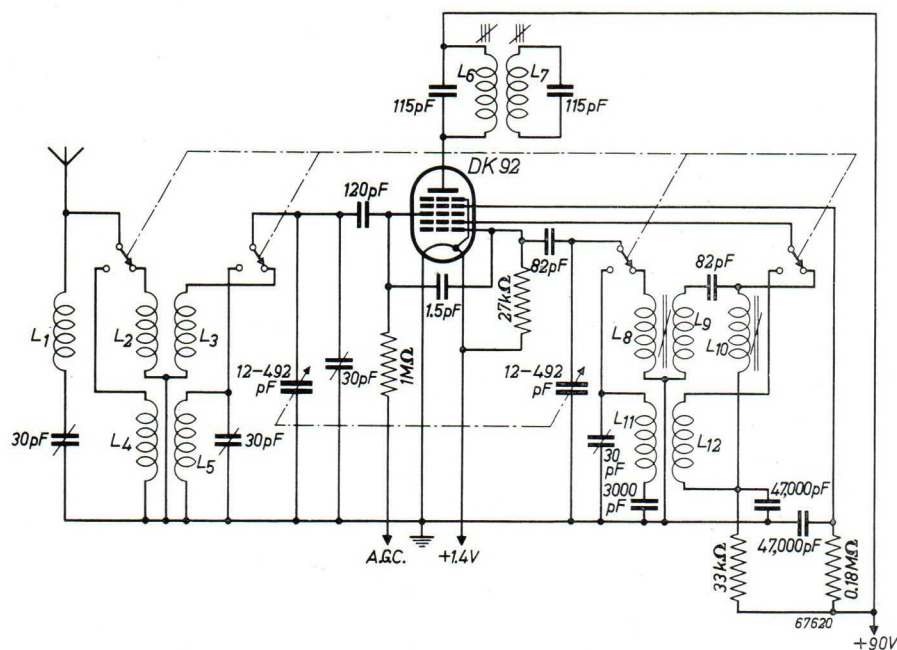 L6
L7
115pF
115pF
DK92
120pF
82pF
82pF
1.5pF
27kΩ
L1
L2
L3
L8
L9
L10
12-492
pF
30pF
1MΩ
12-492
pF
30pF
L4
L5
30pF
L11
L12
30
pF
3000
pF
47,000pF
47,000pF
A.G.C.
+1.4V
33kΩ
0.18MΩ
67620
+90V